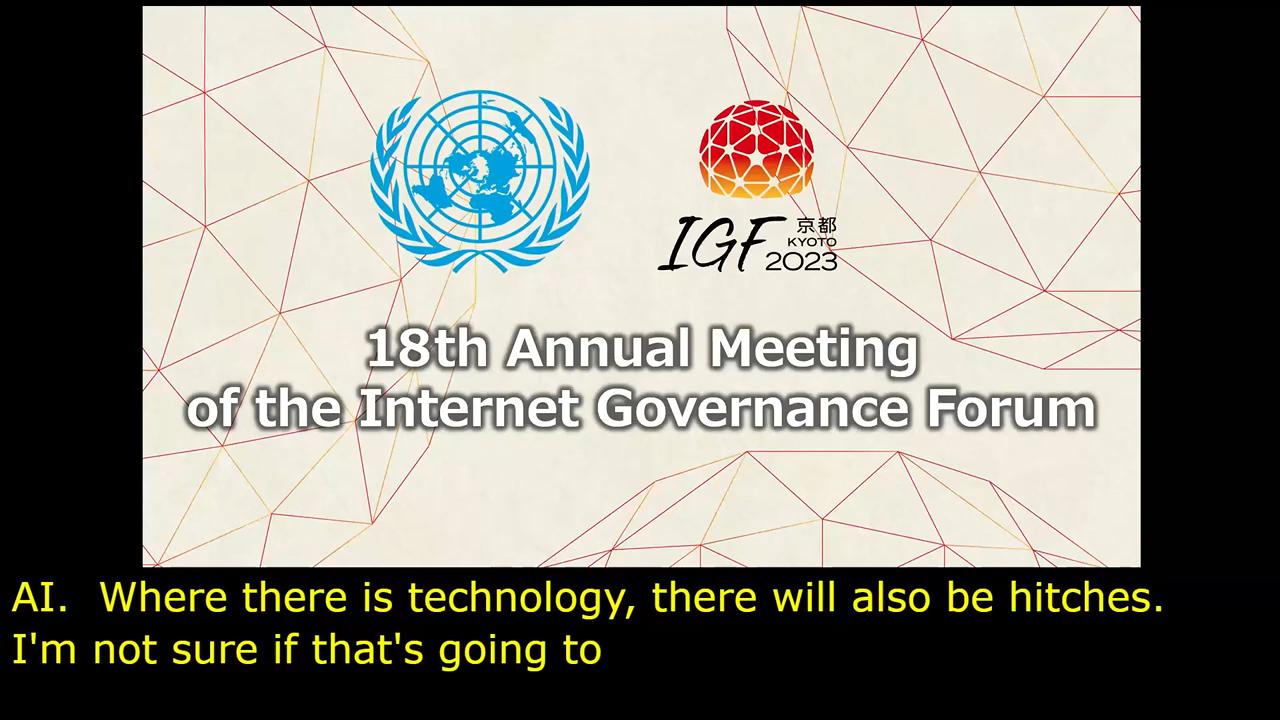 IGF 京都
KYOTO
2023
18th Annual Meeting
of the Internet Governance Forum
AI.  Where there is technology, there will also be hitches.
I'm not sure if that's going to